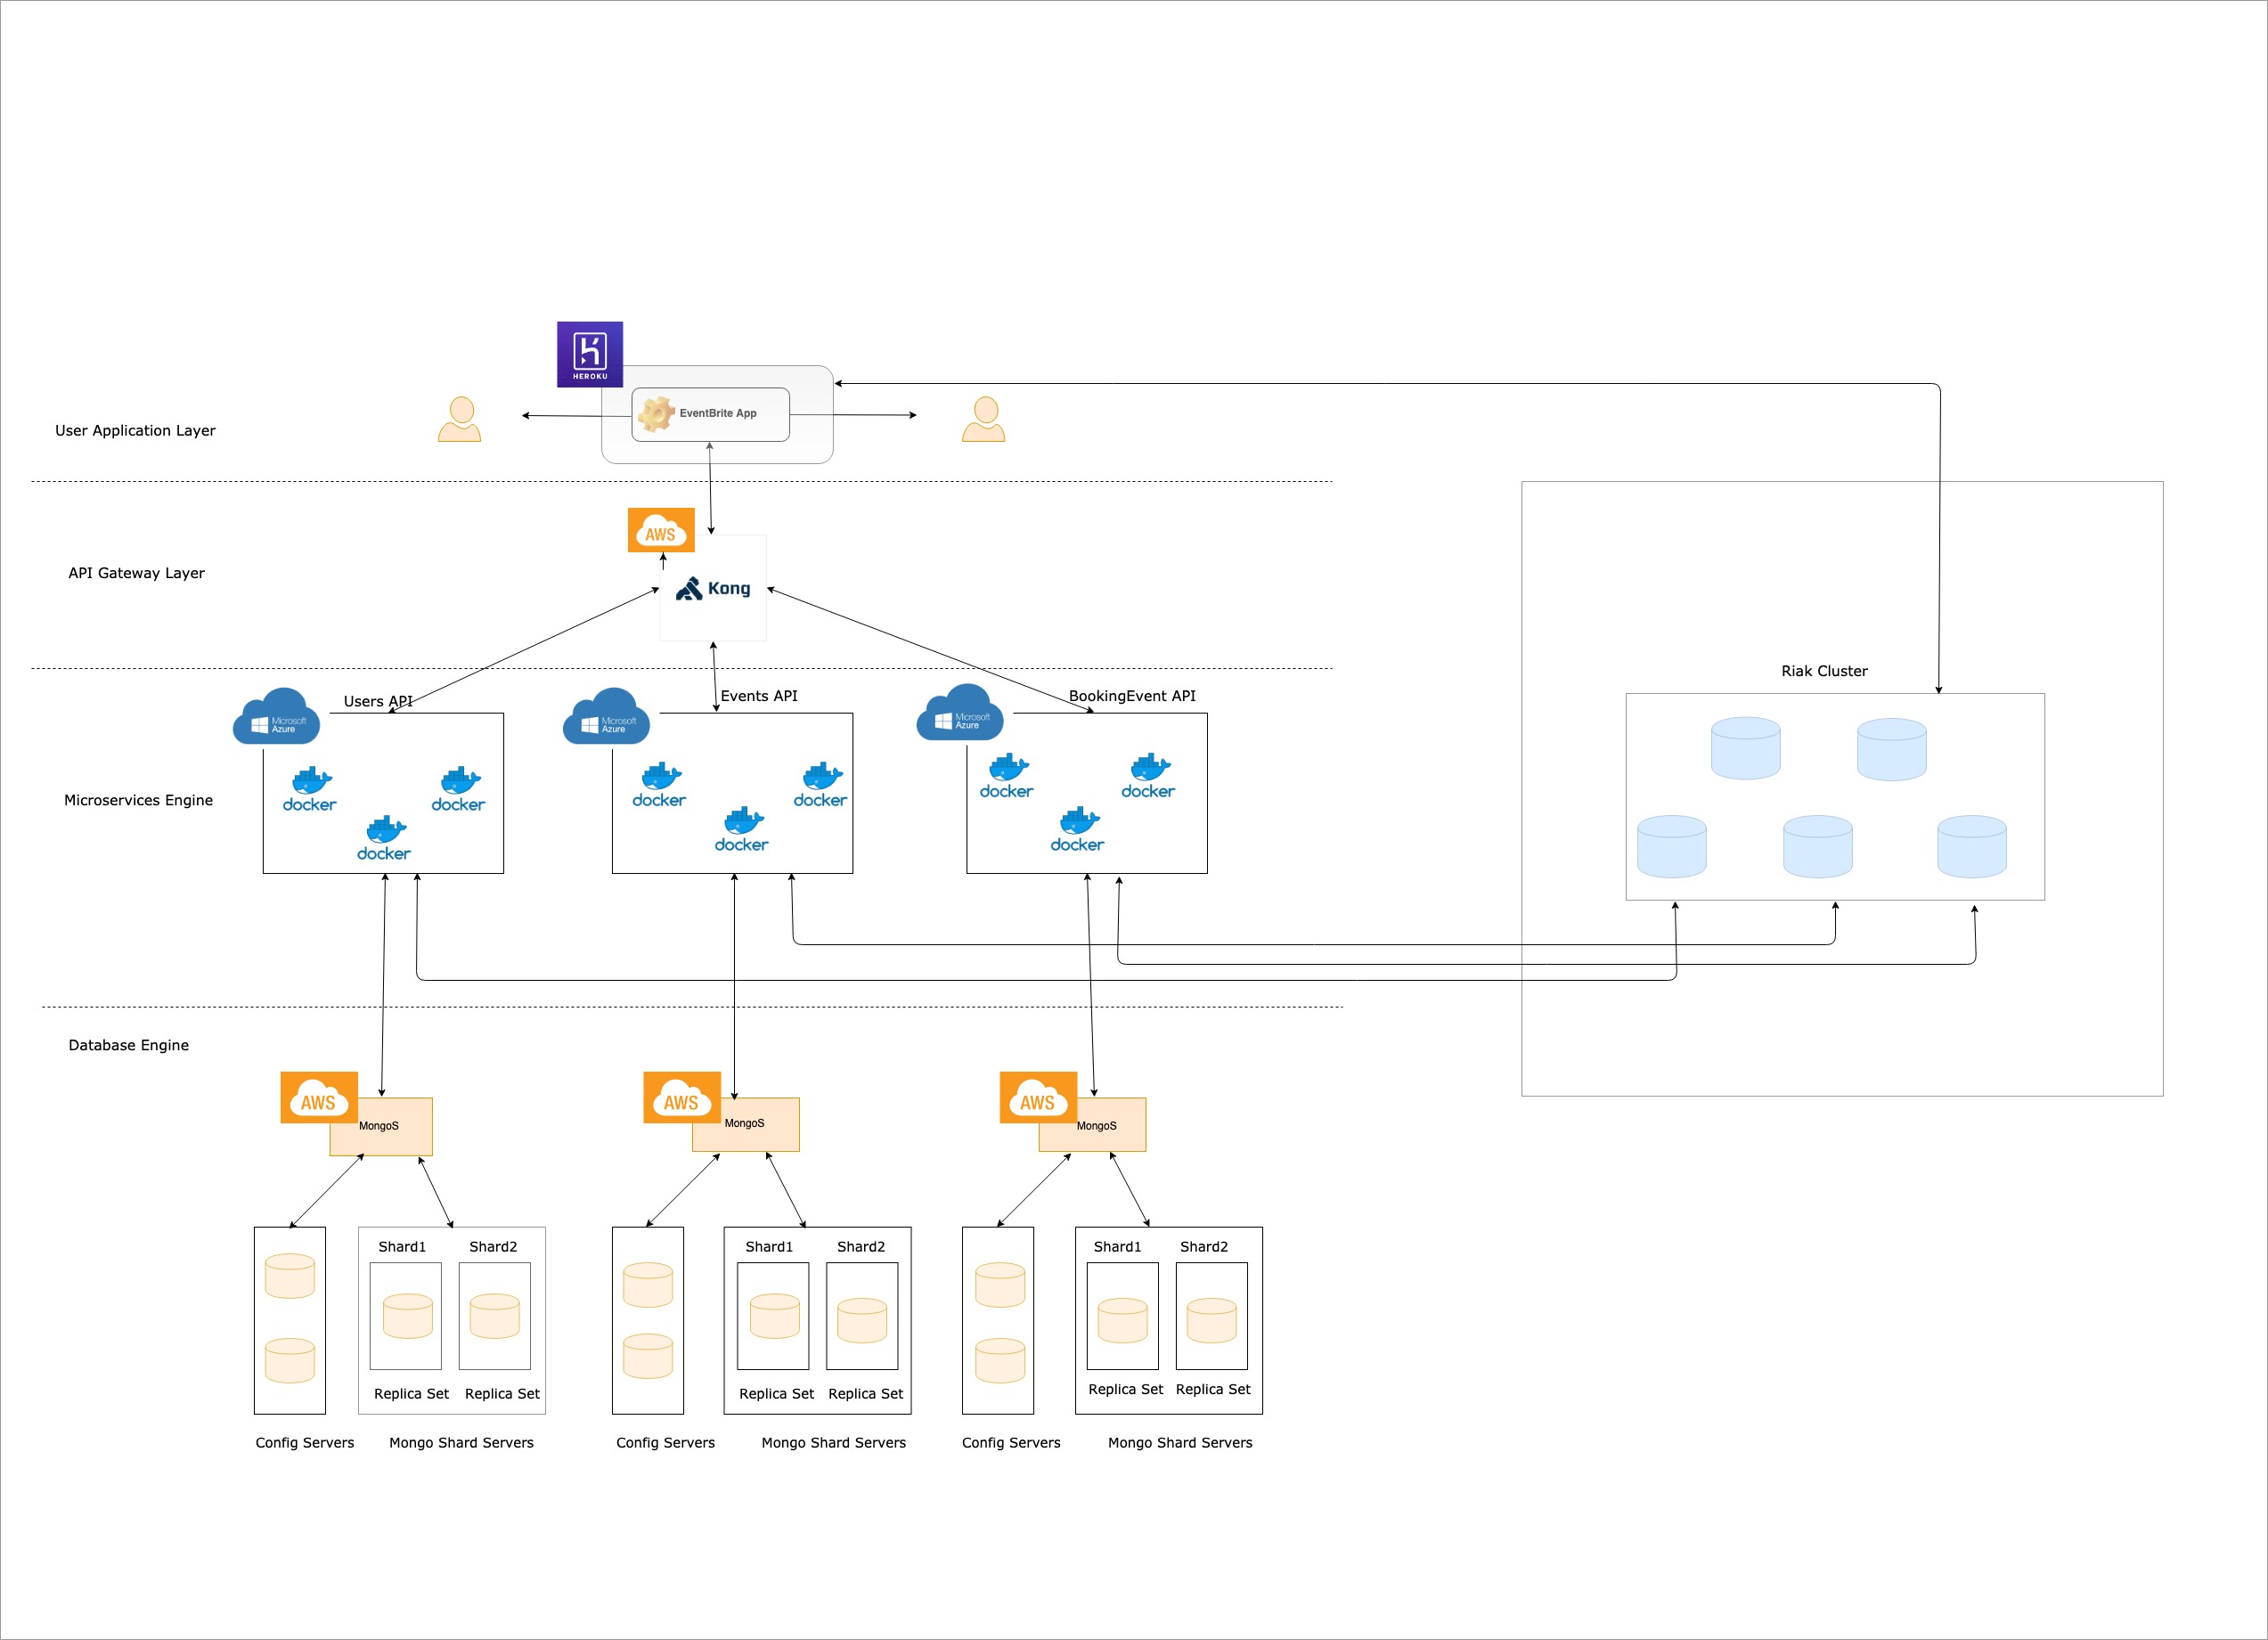 HEROKU
EventBrite App
User Application Layer
AWS
API Gateway Layer
Kong
Riak Cluster
Users API
Events API
BookingEvent API
Microsoft
Azure
Microsoft
Azure
Microsoft
Azure
Microservices Engine
docker
docker
docker
docker
docker
docker
docker
docker
docker
Database Engine
AWS
MongoS
AWS
MongoS
AWS
MongoS
Shard1
Shard2
Shard1
Shard2
Shard1
Shard2
Replica Set
Replica Set
Replica Set
Replica Set
Replica Set
Replica Set
Config Servers
Mongo Shard Servers
Config Servers
Mongo Shard Servers
Config Servers
Mongo Shard Servers